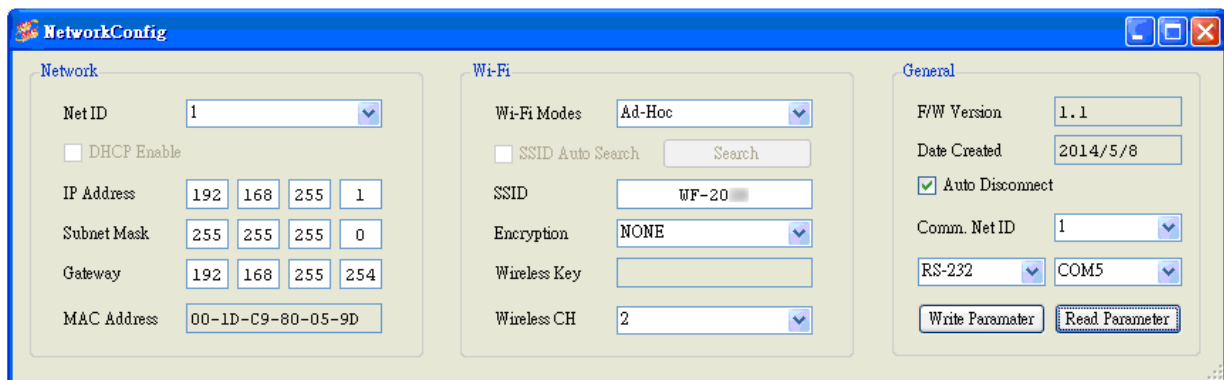 NetworkConfig
Network
Net ID 1
DHCP Enable
IP Address 192 168 255 1
Subnet Mask 255 255 255 0
Gateway 192 168 255 254
MAC Address 00-1D-C9-80-05-9D
Wi-Fi
Wi-Fi Modes Ad-Hoc
SSID Auto Search Search
SSID WF-20
Encryption NONE
Wireless Key
Wireless CH 2
General
F/W Version 1.1
Date Created 2014/5/8
Auto Disconnect
Comm. Net ID 1
RS-232 COM5
Write Paramater Read Parameter